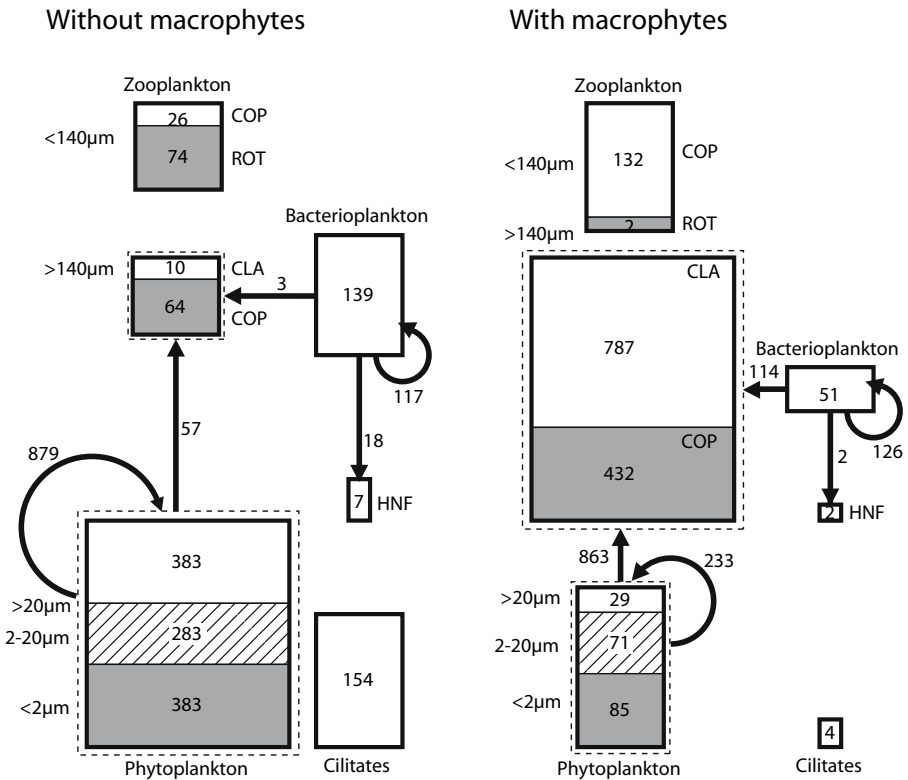 Without macrophytes
Zooplankton
<140µm
26
COP
74
ROT
>140µm
10
CLA
64
COP
3
Bacterioplankton
139
117
18
7
HNF
57
879
383
>20µm
2-20µm
283
<2µm
383
Phytoplankton
154
Cilitates
With macrophytes
Zooplankton
<140µm
132
COP
2
ROT
>140µm
CLA
787
COP
432
Bacterioplankton
114
51
126
2
2
HNF
863
233
>20µm
29
2-20µm
71
<2µm
85
Phytoplankton
4
Cilitates